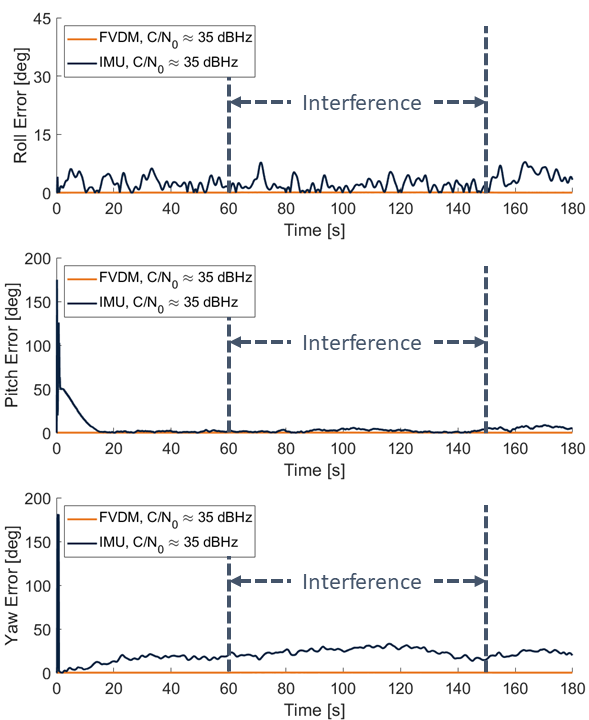 Roll Error [deg]
45
30
15
0
FVDM, C/N0 ≈ 35 dBHz
IMU, C/N0 ≈ 35 dBHz
Interference
0 20 40 60 80 100 120 140 160 180
Time [s]
Pitch Error [deg]
200
150
100
50
0
FVDM, C/N0 ≈ 35 dBHz
IMU, C/N0 ≈ 35 dBHz
Interference
0 20 40 60 80 100 120 140 160 180
Time [s]
Yaw Error [deg]
200
150
100
50
0
FVDM, C/N0 ≈ 35 dBHz
IMU, C/N0 ≈ 35 dBHz
Interference
0 20 40 60 80 100 120 140 160 180
Time [s]